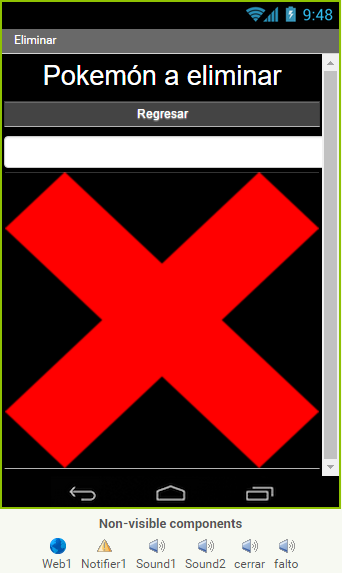 9:48
Eliminar
Pokemón a eliminar
Regresar
Non-visible components
Web1 Notifier1 Sound1 Sound2 cerrar falto